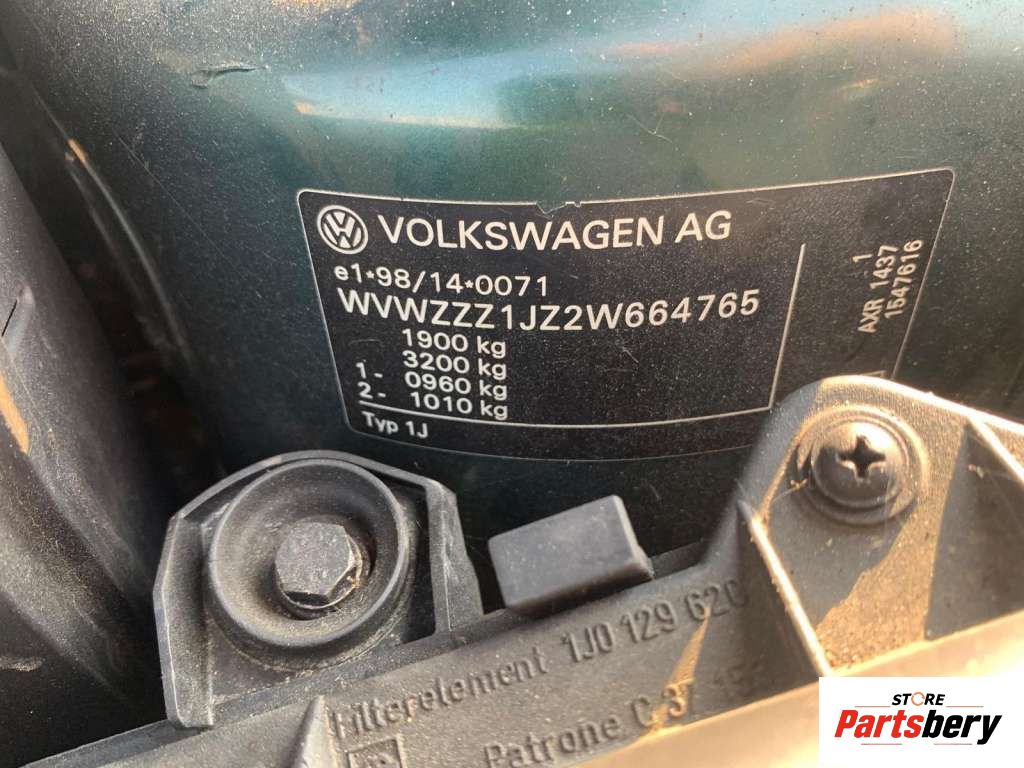 VOLKSWAGEN AG
e1*98/14*0071
WVWZZZ1JZ2W664765
1900 kg
3200 kg
1- 0960 kg
2- 1010 kg
Typ 1J
1
AXR 1437
1547616
Filterelement 1J0 129 620
Patrone C 37
STORE
Partsbery